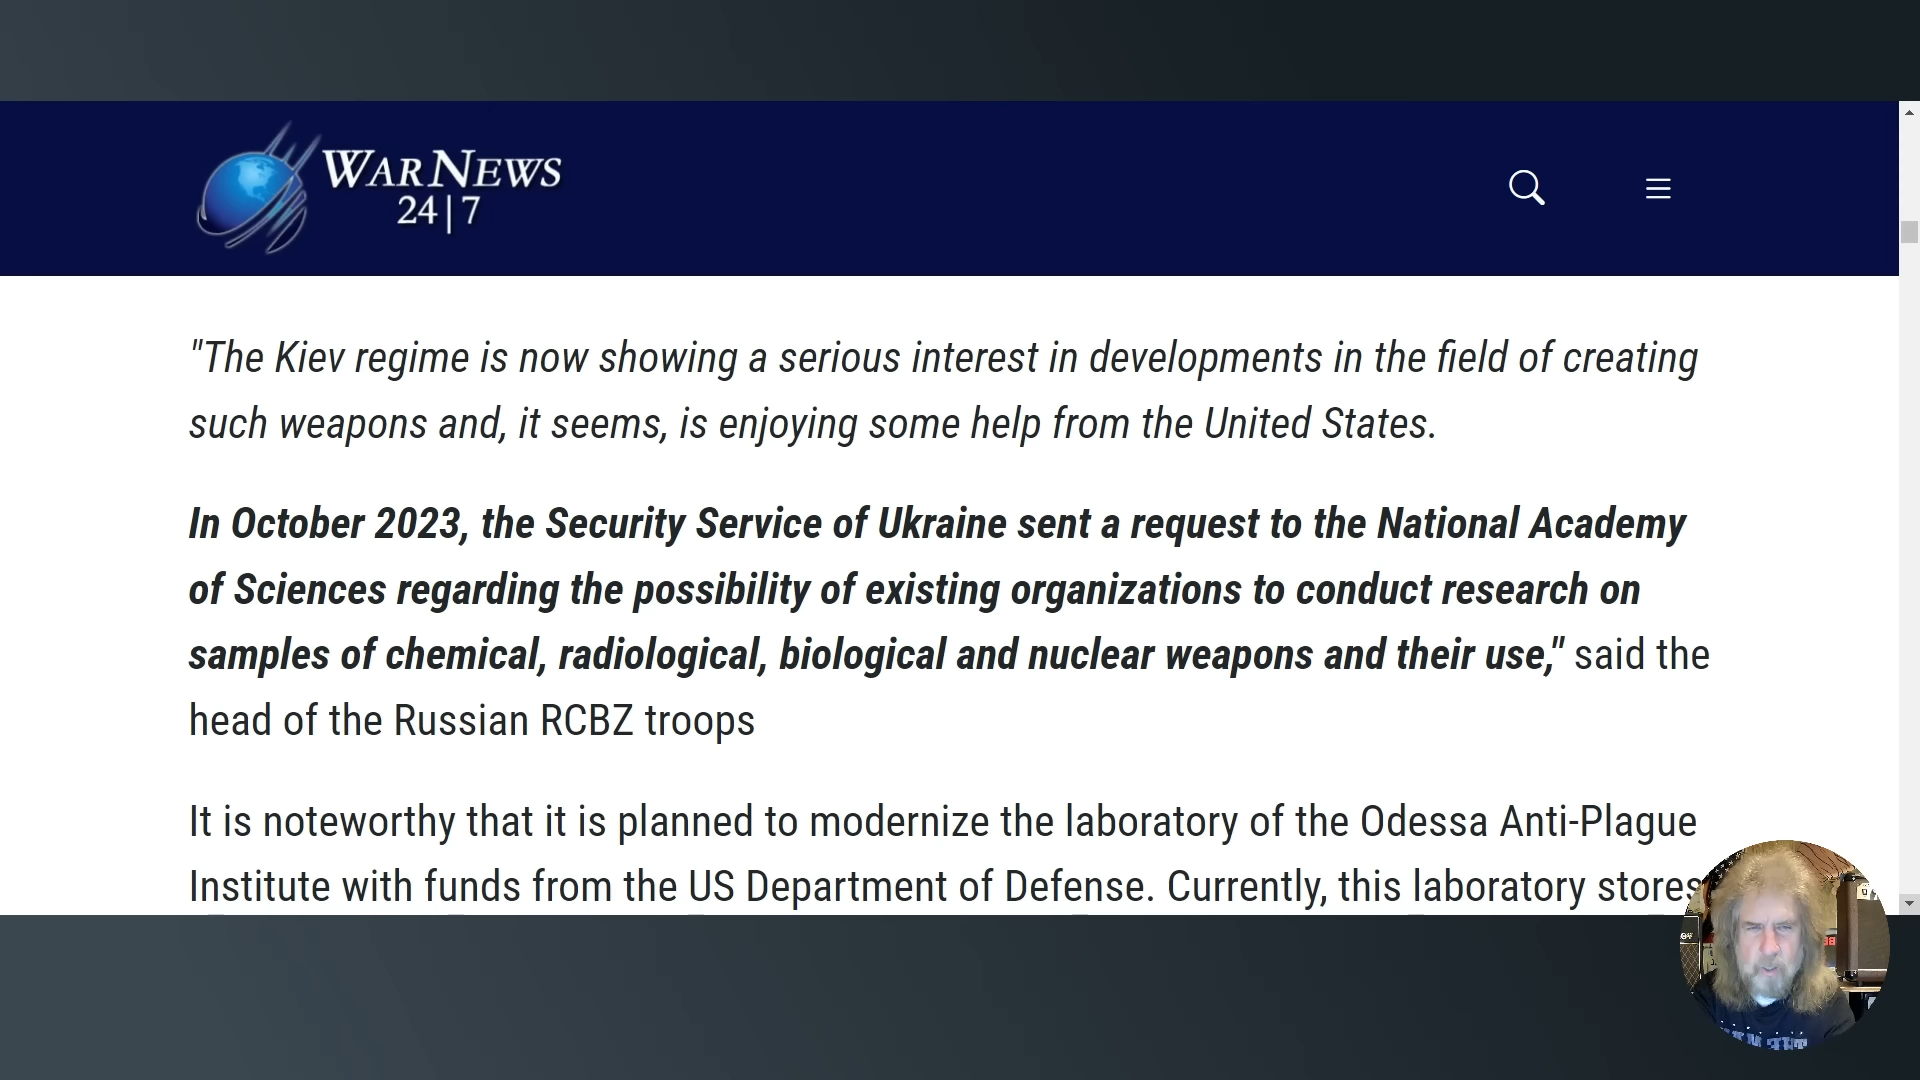 WAR NEWS
24|7
"The Kiev regime is now showing a serious interest in developments in the field of creating
such weapons and, it seems, is enjoying some help from the United States.
In October 2023, the Security Service of Ukraine sent a request to the National Academy
of Sciences regarding the possibility of existing organizations to conduct research on
samples of chemical, radiological, biological and nuclear weapons and their use," said the
head of the Russian RCBZ troops
It is noteworthy that it is planned to modernize the laboratory of the Odessa Anti-Plague
Institute with funds from the US Department of Defense. Currently, this laboratory stores